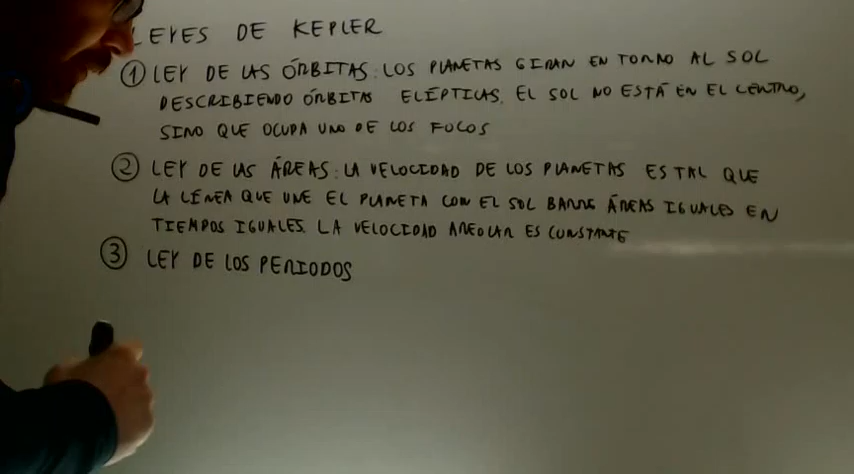 LEYES DE KEPLER
① LEY DE LAS ÓRBITAS: LOS PLANETAS GIRAN EN TORNO AL SOL
DESCRIBIENDO ÓRBITAS ELÍPTICAS. EL SOL NO ESTÁ EN EL CENTRO,
SINO QUE OCUPA UNO DE LOS FOCOS
② LEY DE LAS ÁREAS: LA VELOCIDAD DE LOS PLANETAS ES TAL QUE
LA LÍNEA QUE UNE EL PLANETA CON EL SOL BARRE ÁREAS IGUALES EN
TIEMPOS IGUALES. LA VELOCIDAD AREOLAR ES CONSTANTE
③ LEY DE LOS PERIODOS